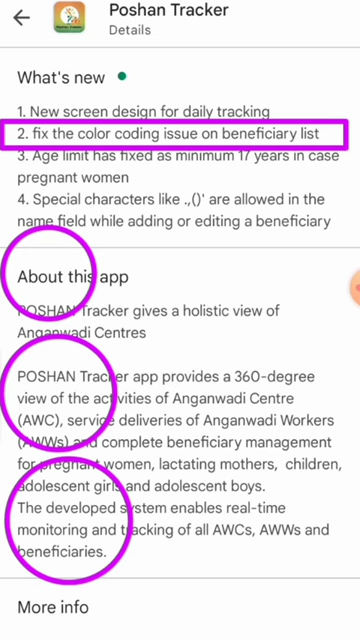 Poshan Tracker
Details
What's new
1. New screen design for daily tracking
2. fix the color coding issue on beneficiary list
3. Age limit has fixed as minimum 17 years in case
pregnant women
4. Special characters like .,()' are allowed in the
name field while adding or editing a beneficiary
About this app
POSHAN Tracker gives a holistic view of
Anganwadi Centres
POSHAN Tracker app provides a 360-degree
view of the activities of Anganwadi Centre
(AWC), service deliveries of Anganwadi Workers
(AWWs) and complete beneficiary management
for pregnant women, lactating mothers, children,
adolescent girls and adolescent boys.
The developed system enables real-time
monitoring and tracking of all AWCs, AWWs and
beneficiaries.
More info